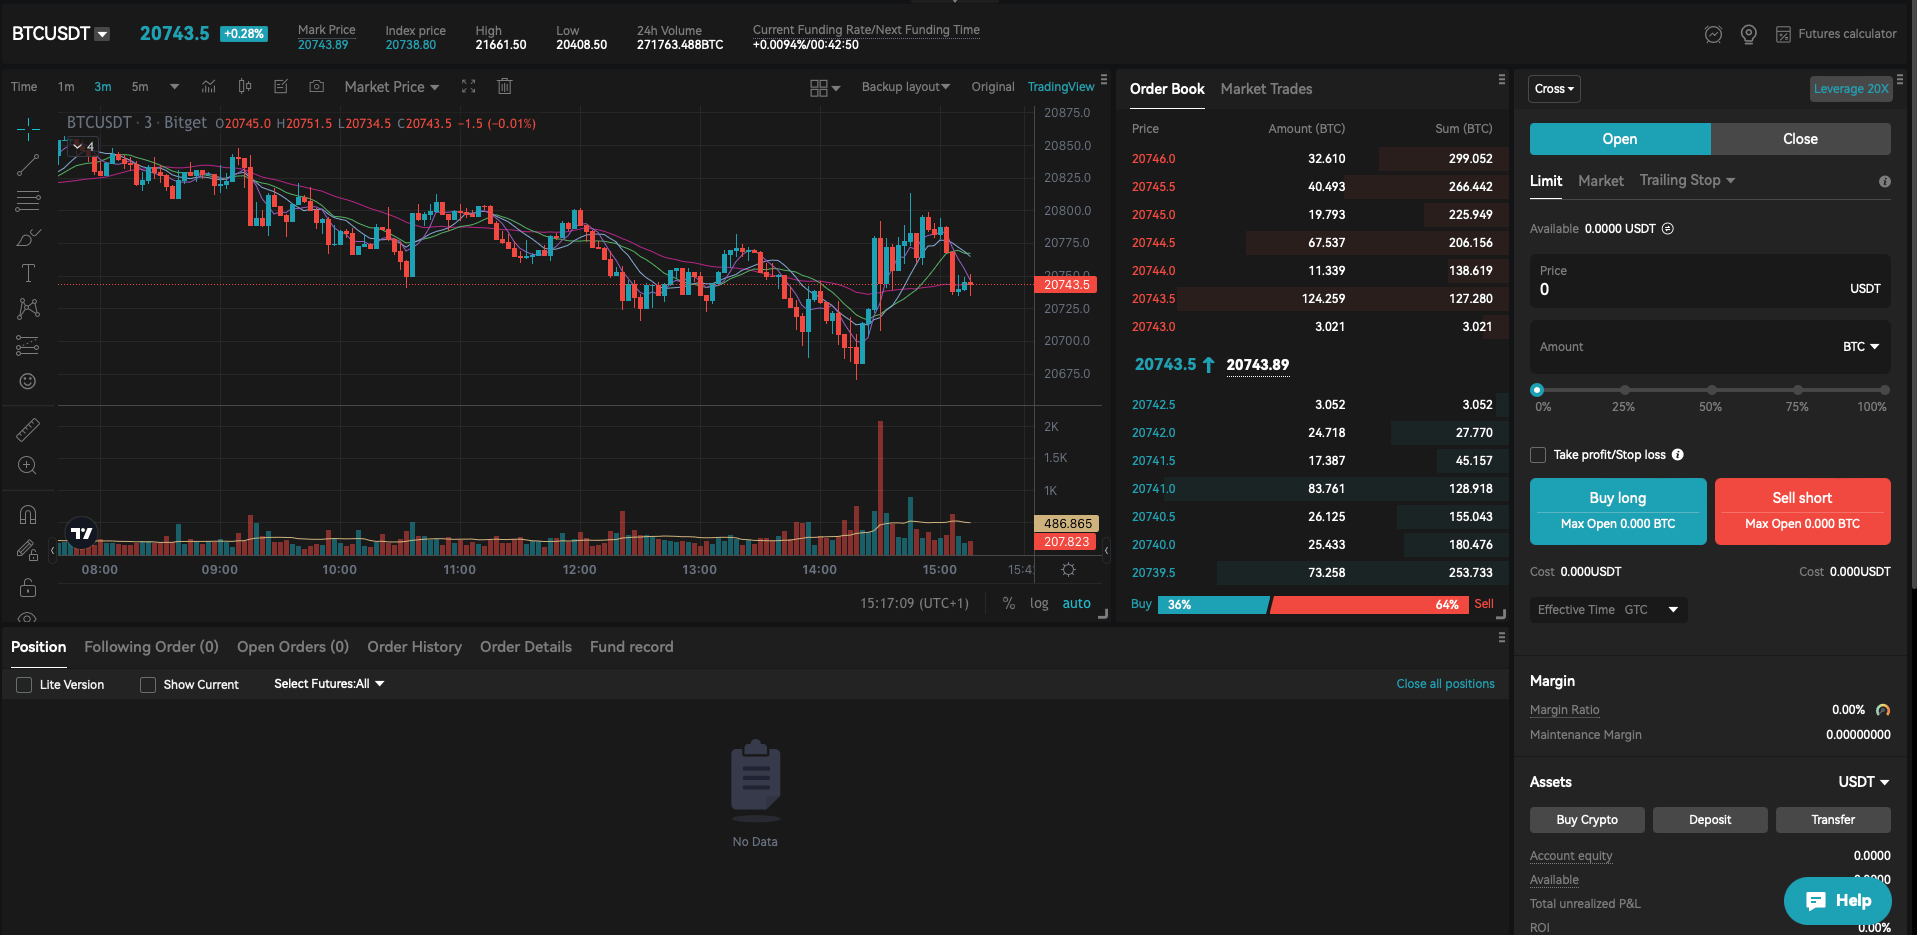 BTCUSDT
20743.5 +0.28%
Mark Price
20743.89
Index price
20738.80
High
21661.50
Low
20408.50
24h Volume
271763.488BTC
Current Funding Rate/Next Funding Time
+0.0094%/00:42:50
Futures calculator
Time 1m 3m 5m Market Price Backup layout Original TradingView
BTCUSDT · 3 · Bitget O20745.0 H20751.5 L20734.5 C20743.5 −1.5 (−0.01%)
4
20875.0
20850.0
20825.0
20800.0
20775.0
20750.0
20743.5
20725.0
20700.0
20675.0
2K
1.5K
1K
486.865
207.823
08:00 09:00 10:00 11:00 12:00 13:00 14:00 15:00 15:4
15:17:09 (UTC+1) % log auto
Order Book Market Trades
Price Amount (BTC) Sum (BTC)
20746.0 32.610 299.052
20745.5 40.493 266.442
20745.0 19.793 225.949
20744.5 67.537 206.156
20744.0 11.339 138.619
20743.5 124.259 127.280
20743.0 3.021 3.021
20743.5 20743.89
20742.5 3.052 3.052
20742.0 24.718 27.770
20741.5 17.387 45.157
20741.0 83.761 128.918
20740.5 26.125 155.043
20740.0 25.433 180.476
20739.5 73.258 253.733
Buy 36% 64% Sell
Cross Leverage 20X
Open Close
Limit Market Trailing Stop
Available 0.0000 USDT
Price
0 USDT
Amount BTC
0% 25% 50% 75% 100%
Take profit/Stop loss
Buy long Sell short
Max Open 0.000 BTC Max Open 0.000 BTC
Cost 0.000USDT Cost 0.000USDT
Effective Time GTC
Margin
Margin Ratio 0.00%
Maintenance Margin 0.00000000
Assets USDT
Buy Crypto Deposit Transfer
Account equity 0.0000
Available
Total unrealized P&L
ROI 0.00%
Help
Position Following Order (0) Open Orders (0) Order History Order Details Fund record
Lite Version Show Current Select Futures:All Close all positions
No Data